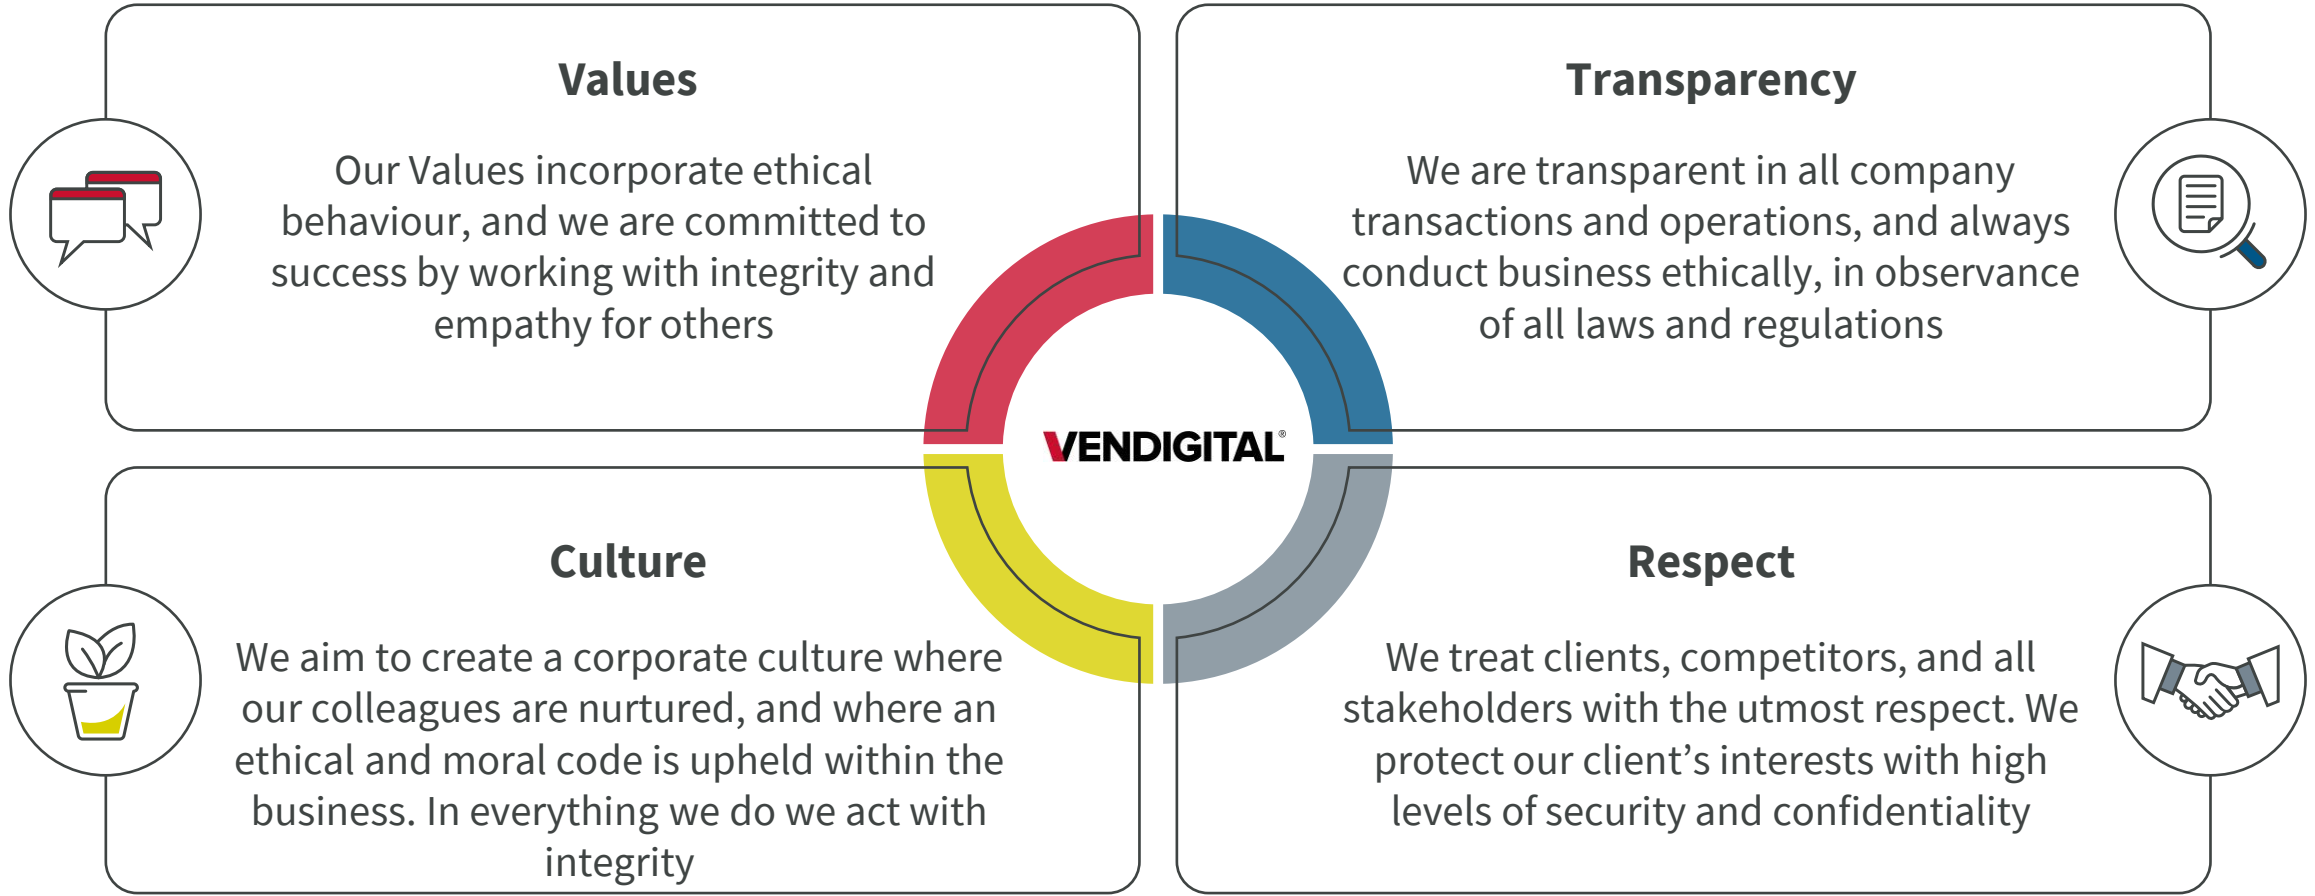 Values
Our Values incorporate ethical
behaviour, and we are committed to
success by working with integrity and
empathy for others
Transparency
We are transparent in all company
transactions and operations, and always
conduct business ethically, in observance
of all laws and regulations
VENDIGITAL®
Culture
We aim to create a corporate culture where
our colleagues are nurtured, and where an
ethical and moral code is upheld within the
business. In everything we do we act with
integrity
Respect
We treat clients, competitors, and all
stakeholders with the utmost respect. We
protect our client’s interests with high
levels of security and confidentiality